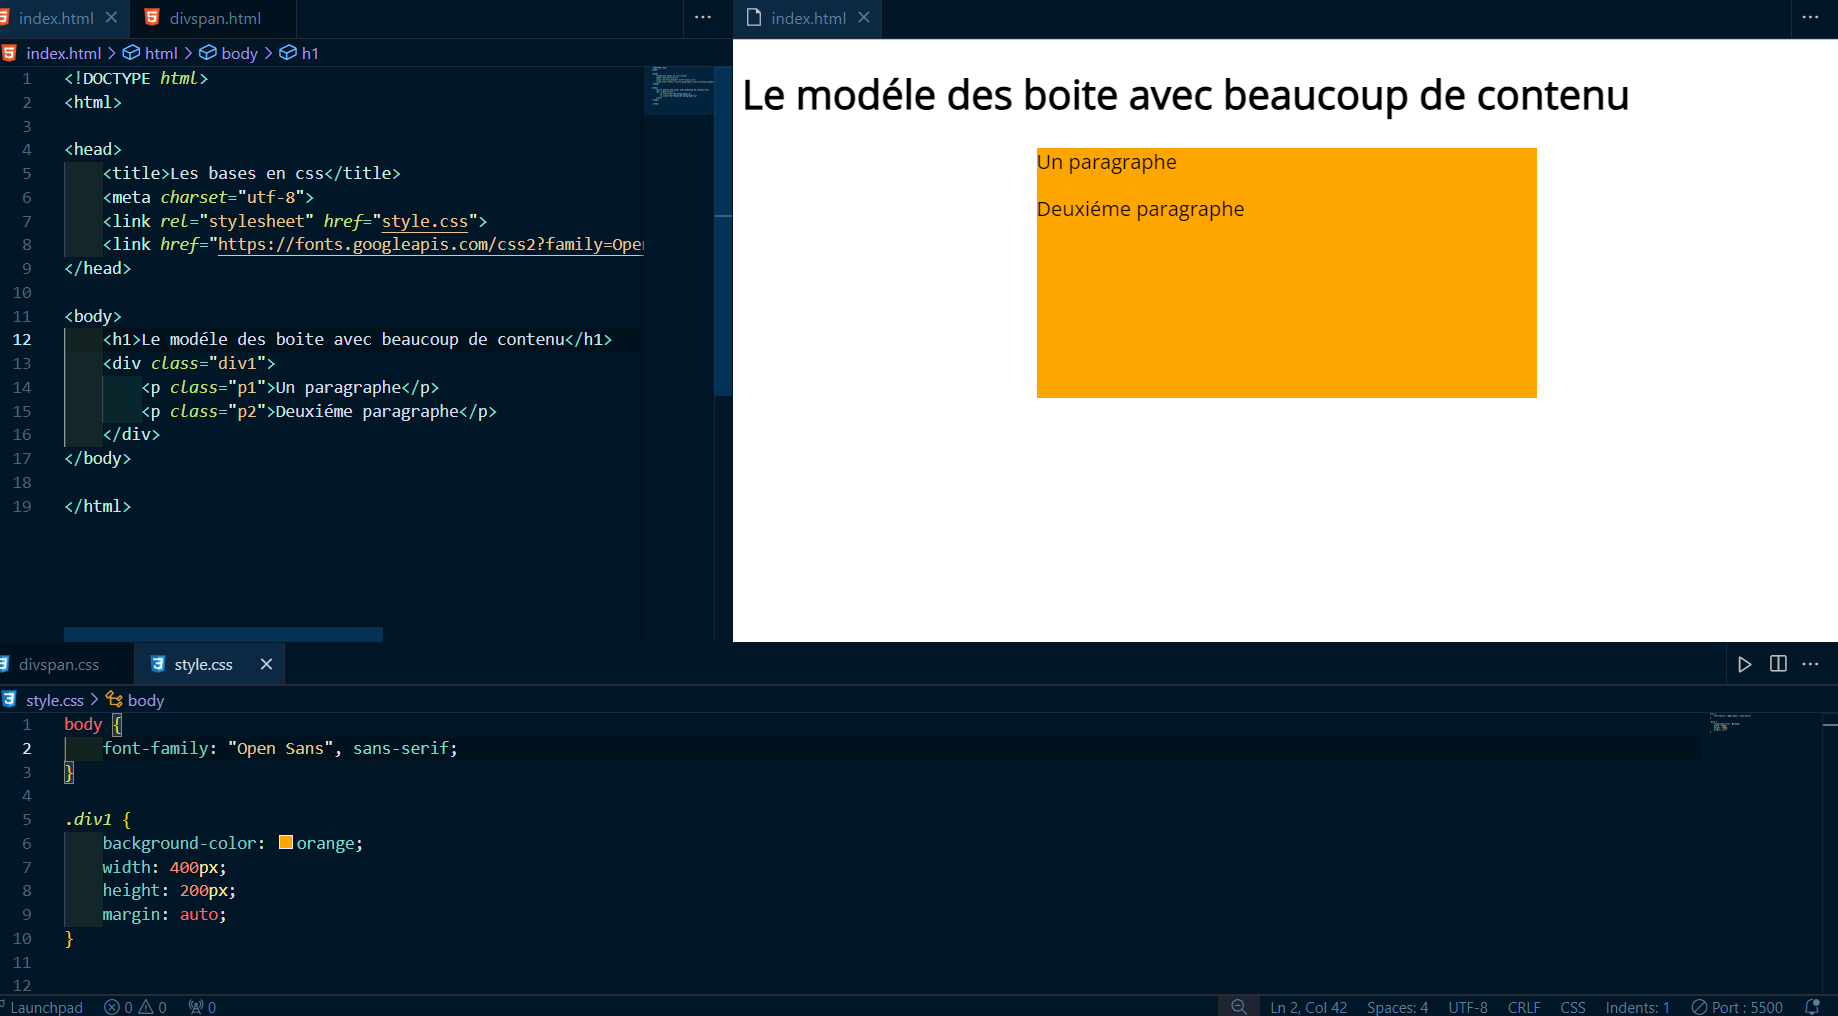 index.html
divspan.html
index.html > html > body > h1
1 <!DOCTYPE html>
2 <html>
3
4 <head>
5 <title>Les bases en css</title>
6 <meta charset="utf-8">
7 <link rel="stylesheet" href="style.css">
8 <link href="https://fonts.googleapis.com/css2?family=Ope
9 </head>
10
11 <body>
12 <h1>Le modéle des boite avec beaucoup de contenu</h1>
13 <div class="div1">
14 <p class="p1">Un paragraphe</p>
15 <p class="p2">Deuxiéme paragraphe</p>
16 </div>
17 </body>
18
19 </html>
index.html
Le modéle des boite avec beaucoup de contenu
Un paragraphe
Deuxiéme paragraphe
divspan.css
style.css
style.css > body
1 body {
2 font-family: "Open Sans", sans-serif;
3 }
4
5 .div1 {
6 background-color: orange;
7 width: 400px;
8 height: 200px;
9 margin: auto;
10 }
11
12
Launchpad 0 0 0 Ln 2, Col 42 Spaces: 4 UTF-8 CRLF CSS Indents: 1 Port : 5500